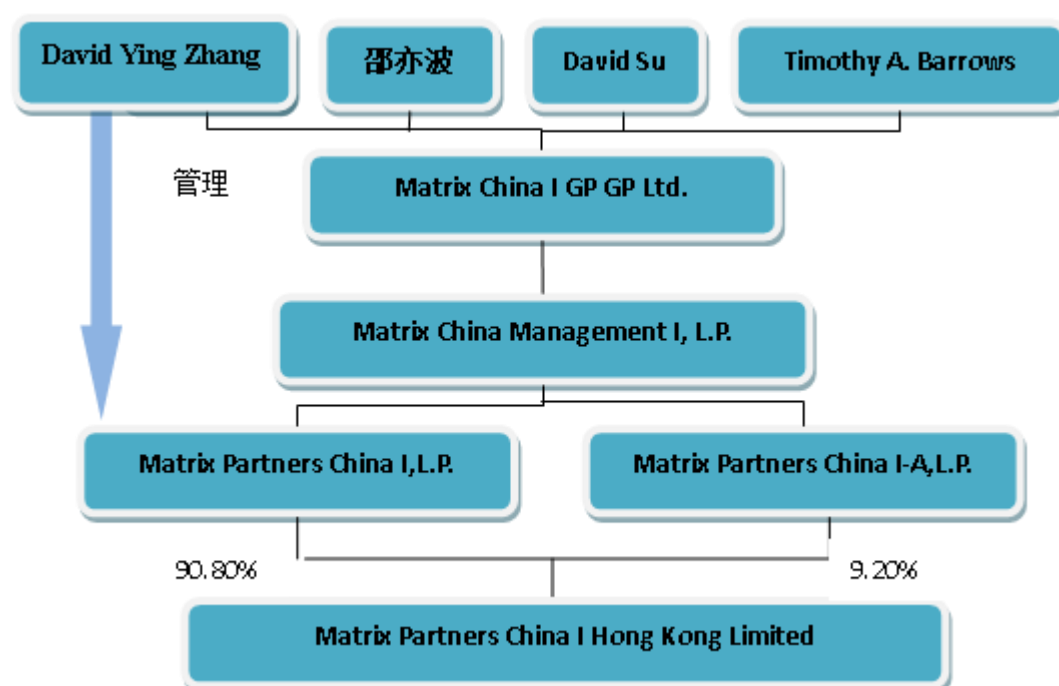 David Ying Zhang
邵亦波
David Su
Timothy A. Barrows
管理
Matrix China I GP GP Ltd.
Matrix China Management I, L.P.
Matrix Partners China I,L.P.
Matrix Partners China I-A,L.P.
90.80%
9.20%
Matrix Partners China I Hong Kong Limited